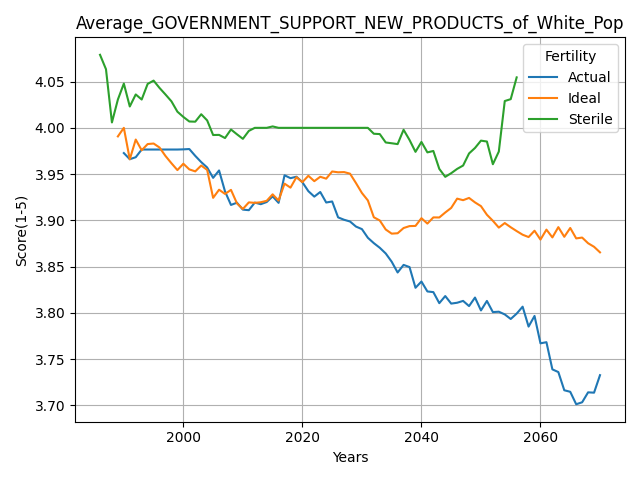 Average_GOVERNMENT_SUPPORT_NEW_PRODUCTS_of_White_Pop
Fertility
Actual
Ideal
Sterile
Score(1-5)
4.05
4.00
3.95
3.90
3.85
3.80
3.75
3.70
2000 2020 2040 2060
Years